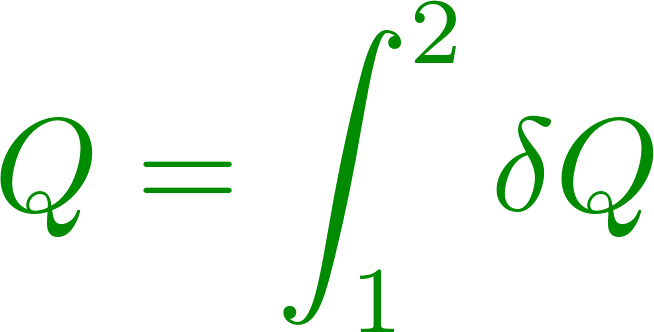 Q = ∫₁² δQ